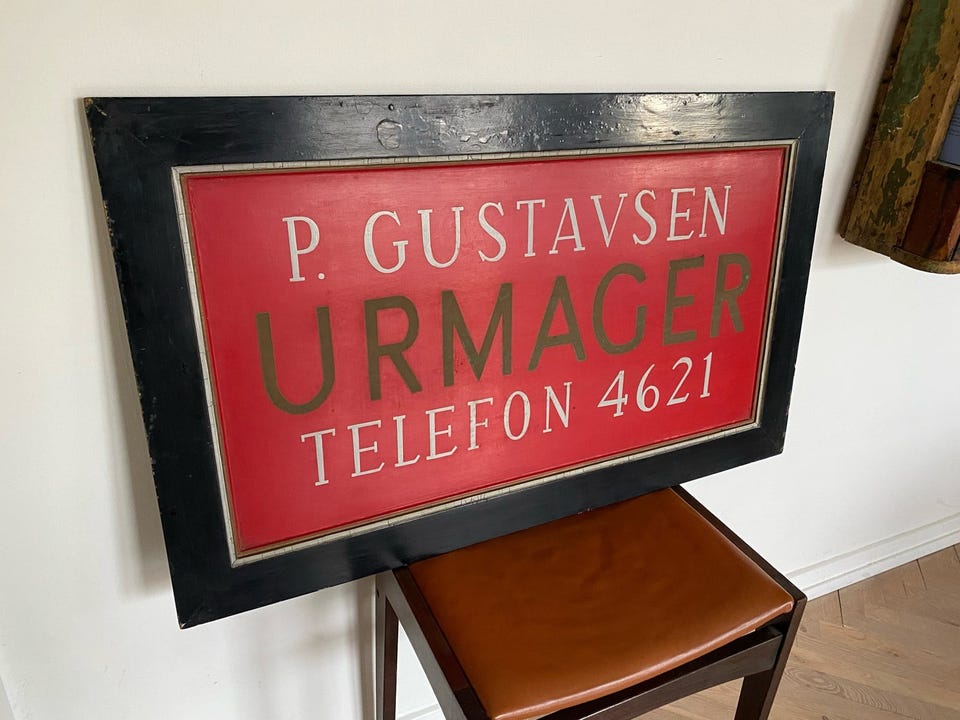 P. GUSTAVSEN
URMAGER
TELEFON 4621